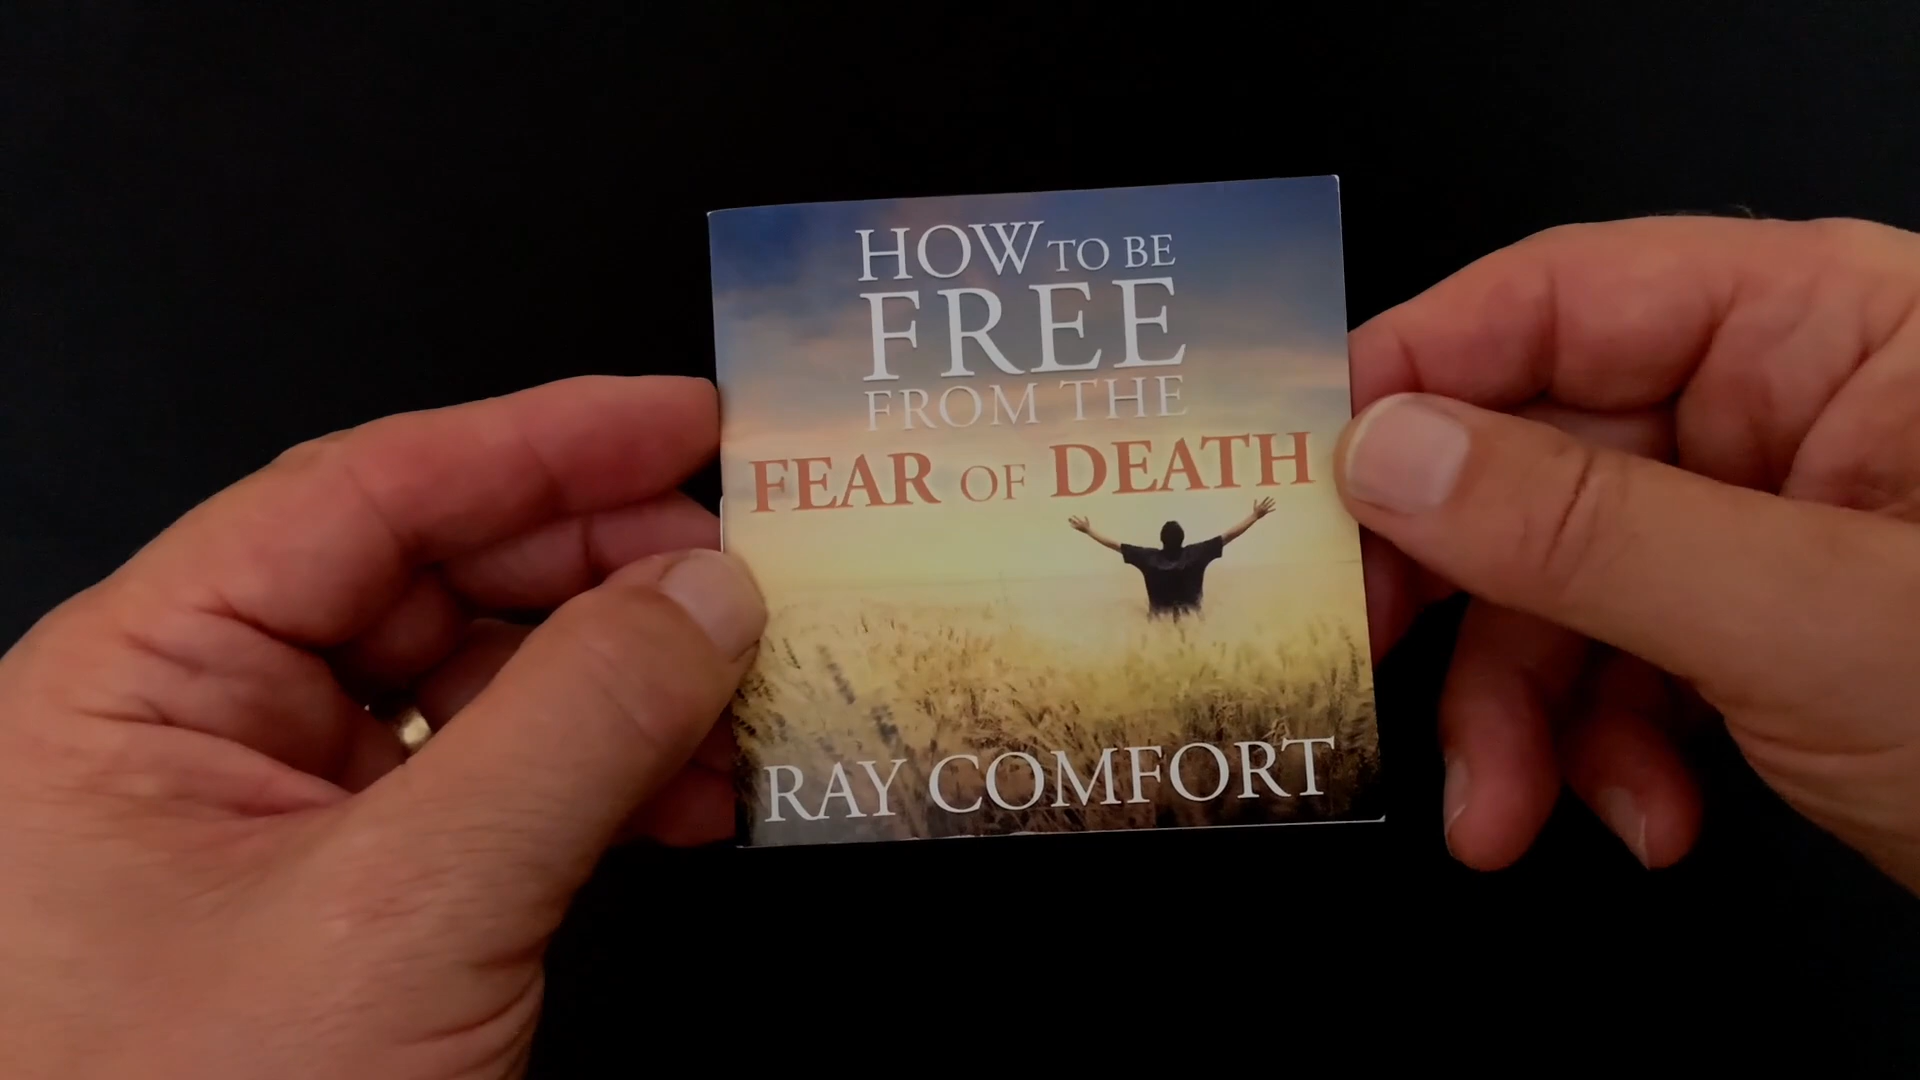 HOW TO BE
FREE
FROM THE
FEAR OF DEATH
RAY COMFORT